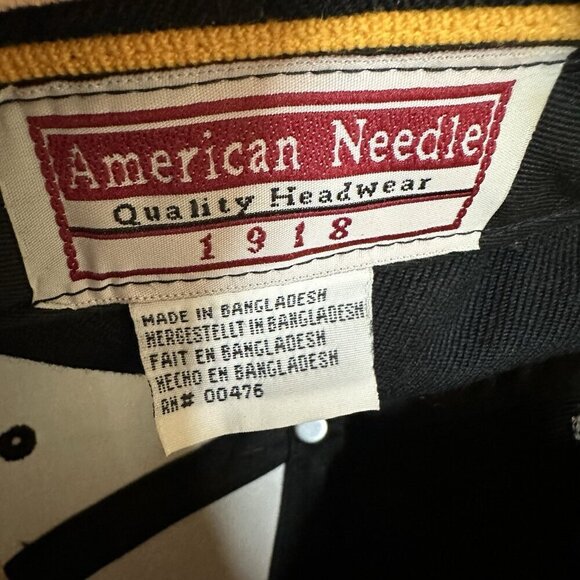 American Needle
Quality Headwear
1918
MADE IN BANGLADESH
HERGESTELLT IN BANGLADESH
FAIT EN BANGLADESH
HECHO EN BANGLADESH
RN# 00476